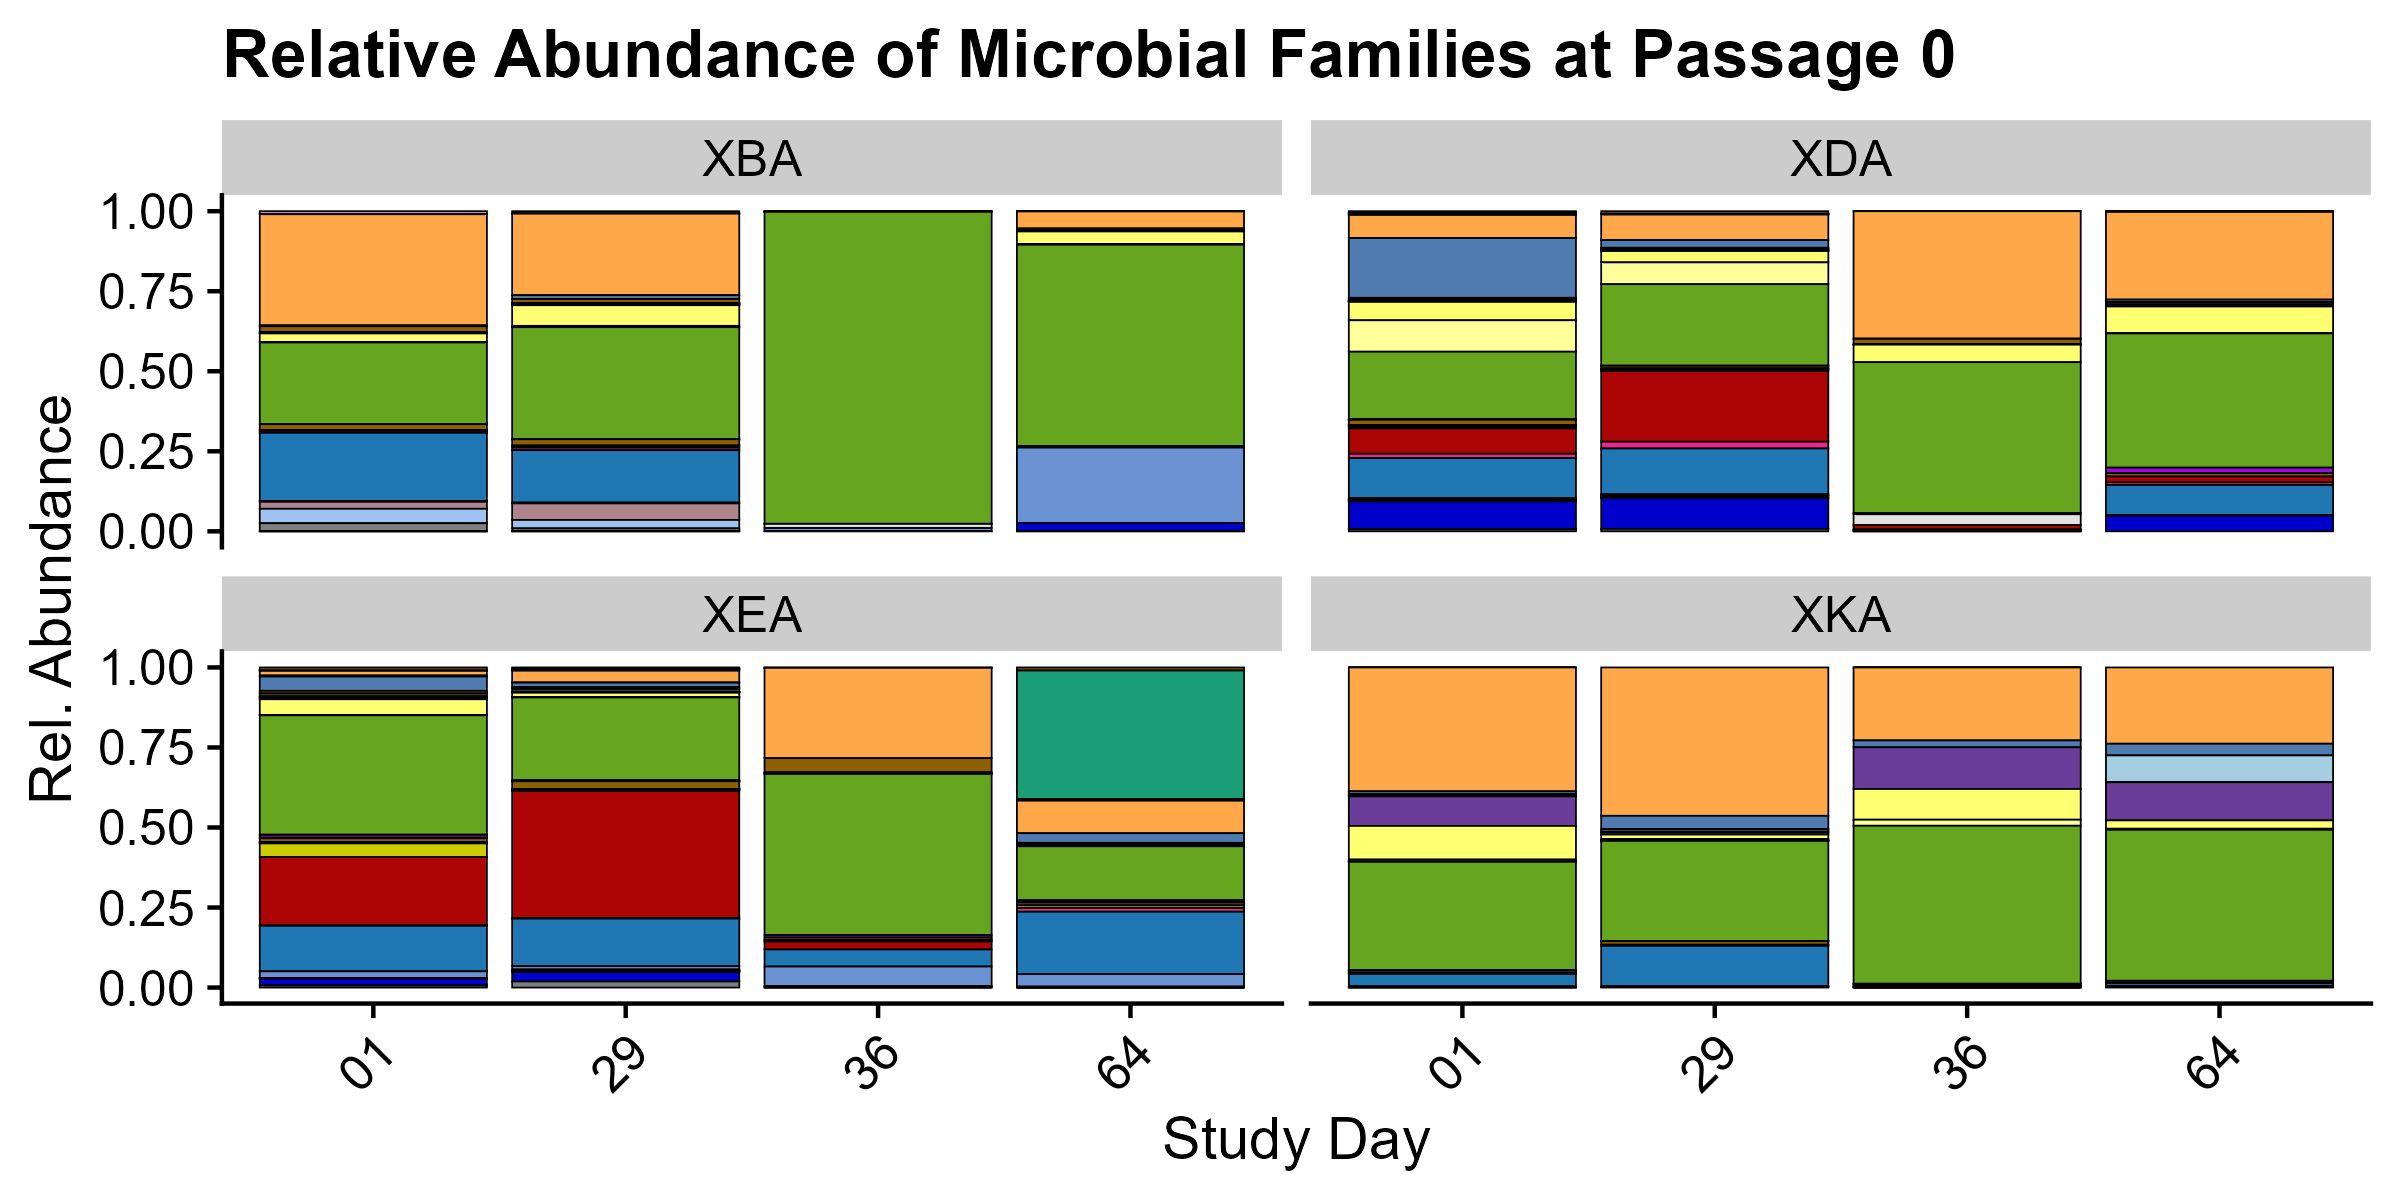 Relative Abundance of Microbial Families at Passage 0
XBA
XDA
1.00
0.75
0.50
0.25
0.00
XEA
XKA
1.00
0.75
0.50
0.25
0.00
Rel. Abundance
01 29 36 64 01 29 36 64
Study Day